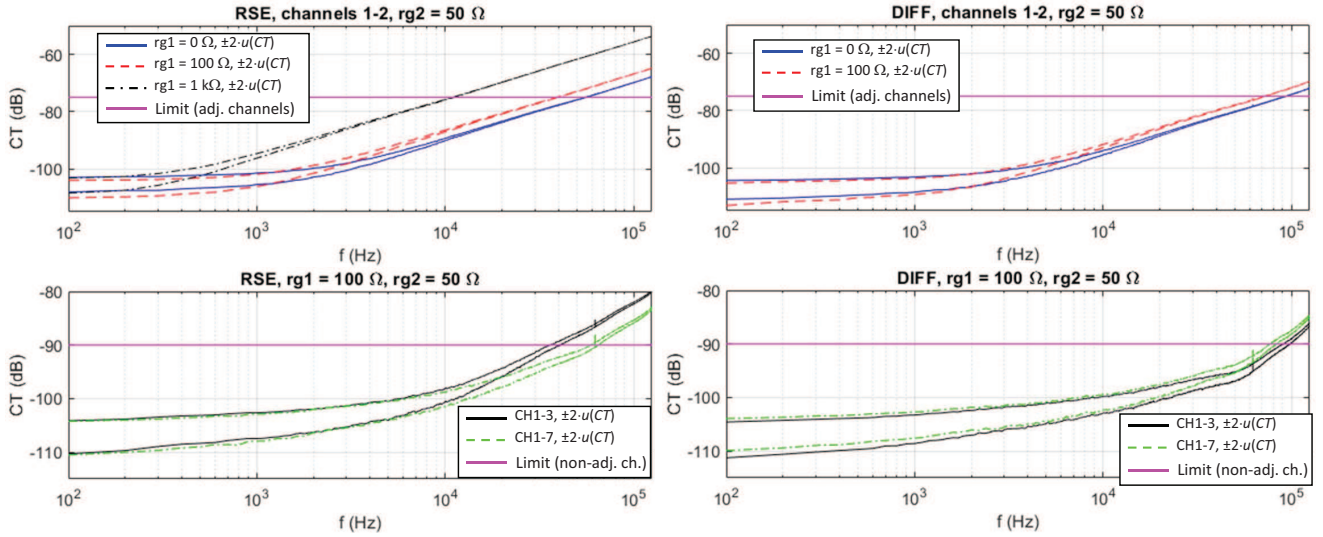 RSE, channels 1-2, rg2 = 50 Ω
rg1 = 0 Ω, ±2·u(CT)
rg1 = 100 Ω, ±2·u(CT)
rg1 = 1 kΩ, ±2·u(CT)
Limit (adj. channels)
CT (dB)
-60
-80
-100
10²
10³
10⁴
10⁵
f (Hz)
DIFF, channels 1-2, rg2 = 50 Ω
rg1 = 0 Ω, ±2·u(CT)
rg1 = 100 Ω, ±2·u(CT)
Limit (adj. channels)
CT (dB)
-60
-80
-100
10²
10³
10⁴
10⁵
f (Hz)
RSE, rg1 = 100 Ω, rg2 = 50 Ω
CT (dB)
-80
-90
-100
-110
CH1-3, ±2·u(CT)
CH1-7, ±2·u(CT)
Limit (non-adj. ch.)
10²
10³
10⁴
10⁵
f (Hz)
DIFF, rg1 = 100 Ω, rg2 = 50 Ω
CT (dB)
-80
-90
-100
-110
CH1-3, ±2·u(CT)
CH1-7, ±2·u(CT)
Limit (non-adj. ch.)
10²
10³
10⁴
10⁵
f (Hz)